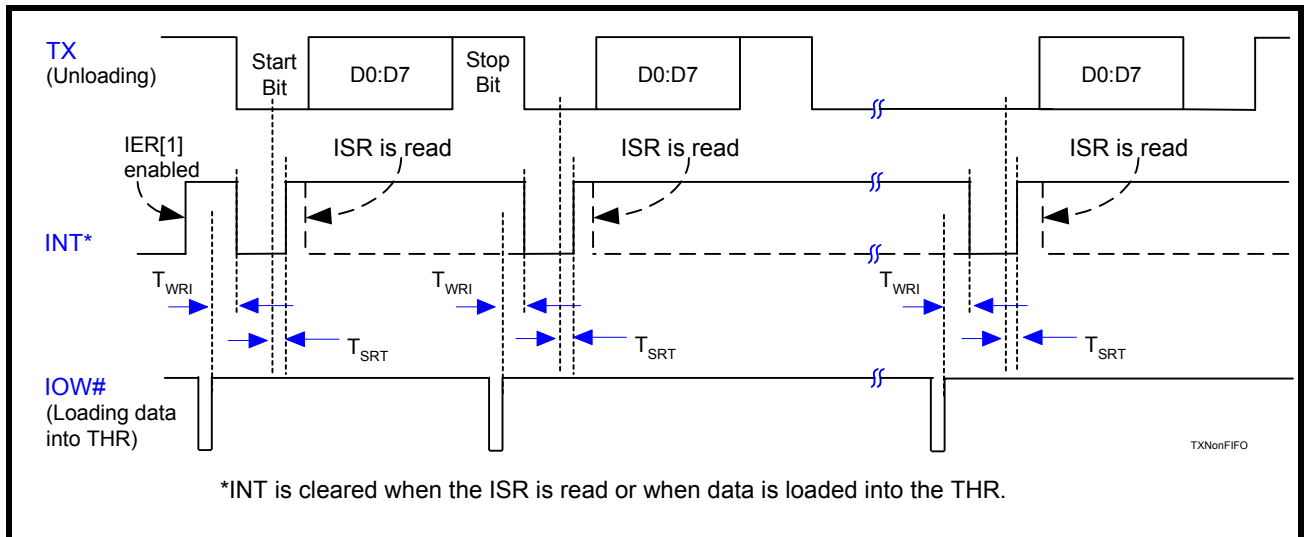 TX
(Unloading)
Start
Bit
D0:D7
Stop
Bit
D0:D7
D0:D7
IER[1]
enabled
ISR is read
ISR is read
ISR is read
INT*
TWRI
TWRI
TWRI
TSRT
TSRT
TSRT
IOW#
(Loading data
into THR)
TXNonFIFO
*INT is cleared when the ISR is read or when data is loaded into the THR.